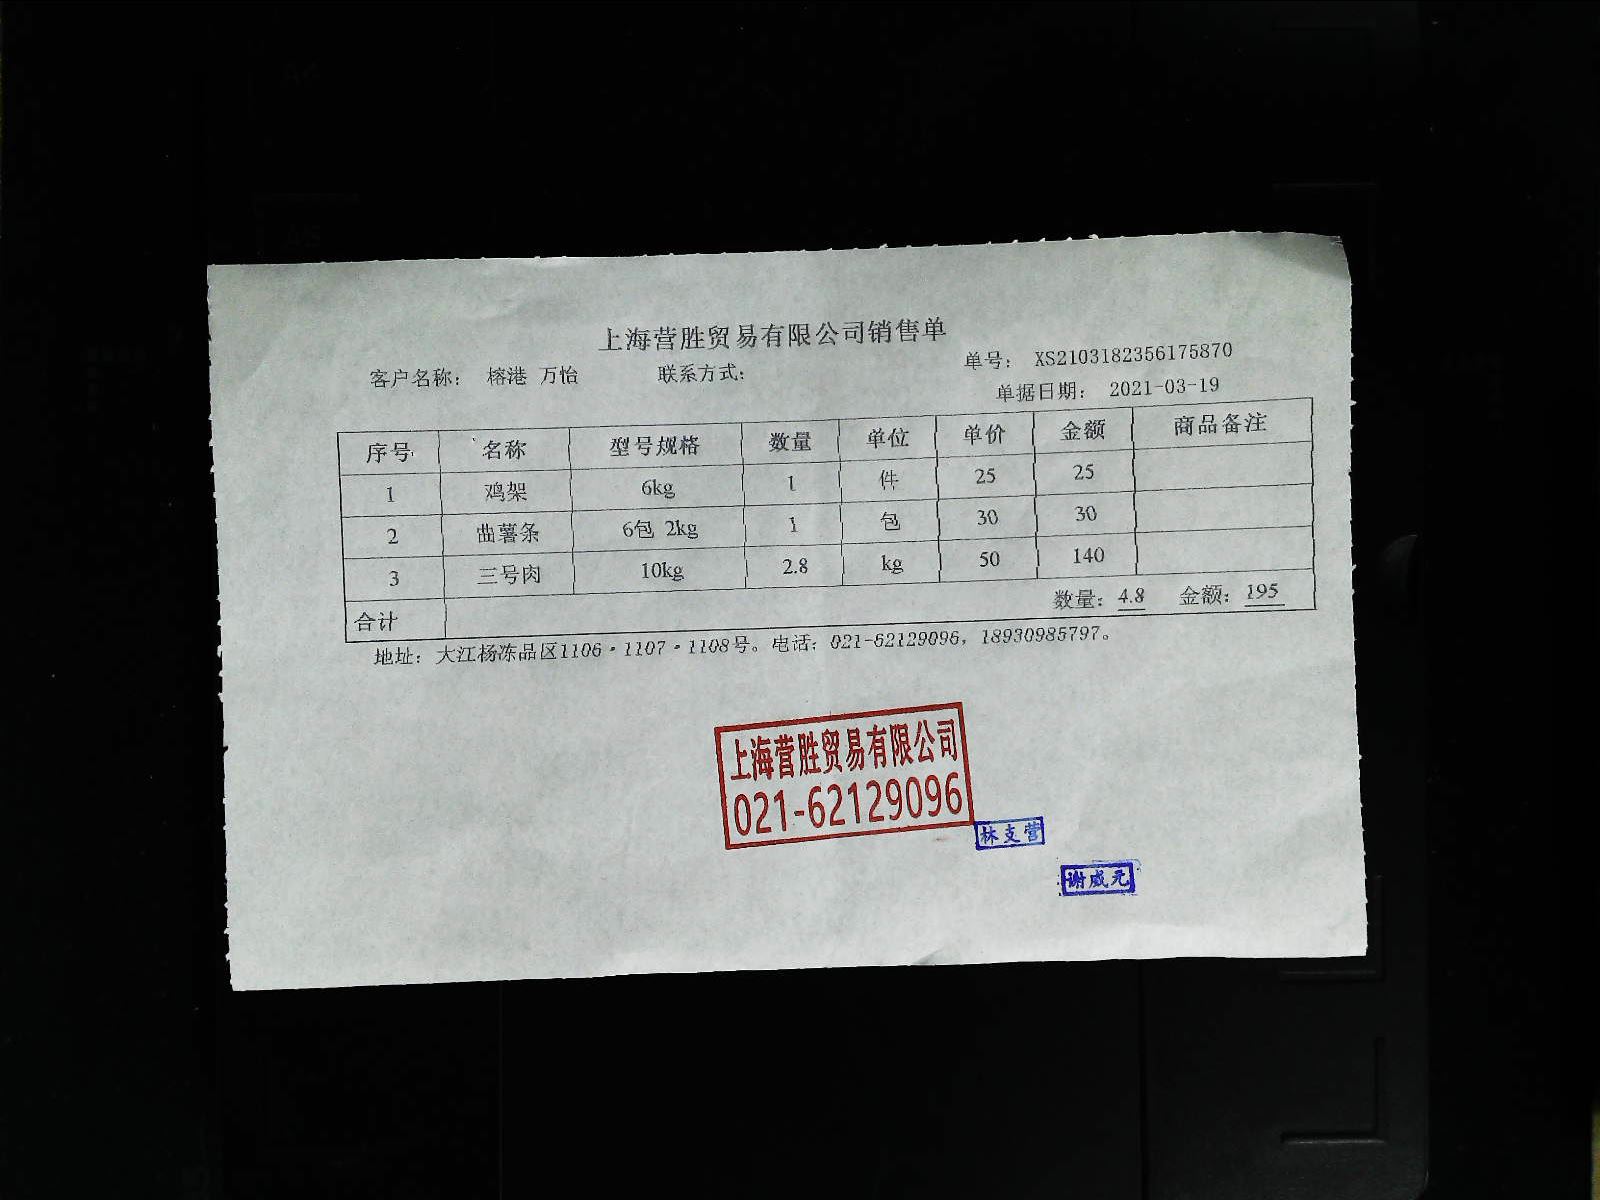 上海营胜贸易有限公司销售单
单号： XS2103182356175870
客户名称： 榕港 万怡 联系方式：
单据日期： 2021-03-19
序号 名称 型号规格 数量 单位 单价 金额 商品备注
1 鸡架 6kg 1 件 25 25
2 曲薯条 6包 2kg 1 包 30 30
3 三号肉 10kg 2.8 kg 50 140
合计 数量： 4.8 金额： 195
地址： 大江杨冻品区1106·1107·1108号。电话：021-62129096，18930985797。
上海营胜贸易有限公司
021-62129096
林支营
谢威元